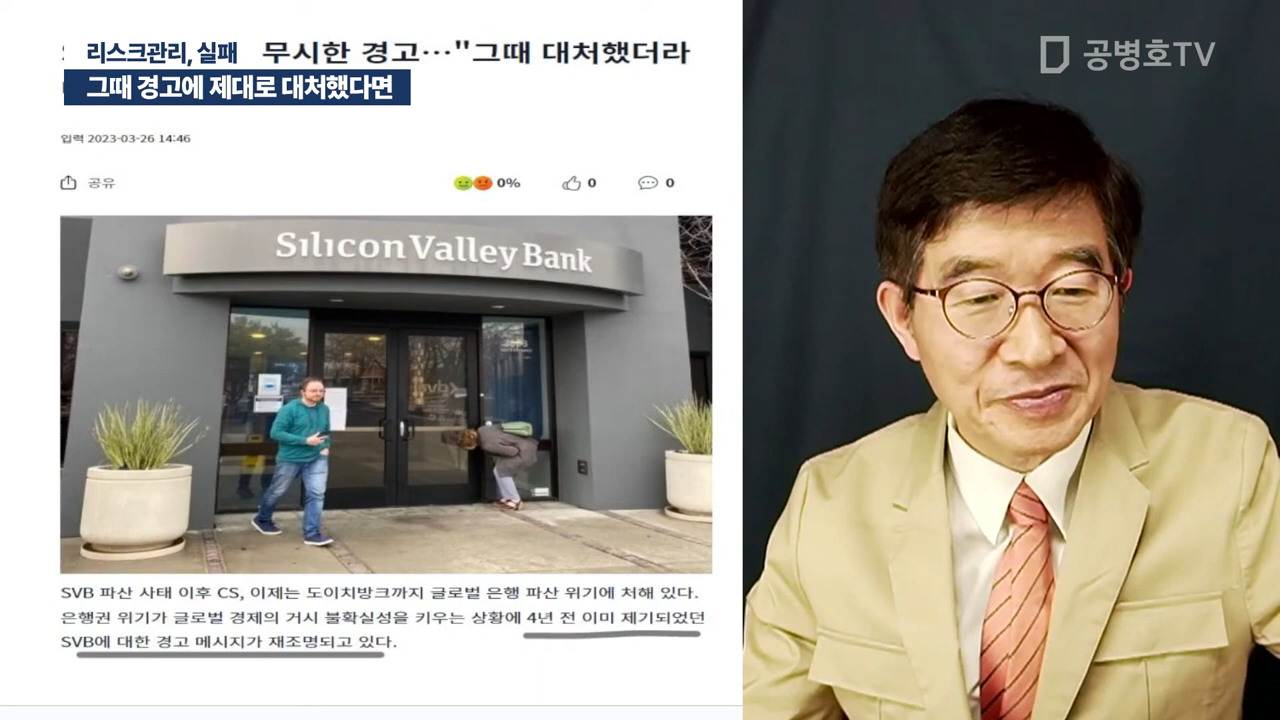 리스크관리, 실패 무시한 경고…"그때 대처했더라
그때 경고에 제대로 대처했다면
공병호TV
입력 2023-03-26 14:46
공유 0% 0 0
Silicon Valley Bank
SVB 파산 사태 이후 CS, 이제는 도이치방크까지 글로벌 은행 파산 위기에 처해 있다.
은행권 위기가 글로벌 경제의 거시 불확실성을 키우는 상황에 4년 전 이미 제기되었던
SVB에 대한 경고 메시지가 재조명되고 있다.